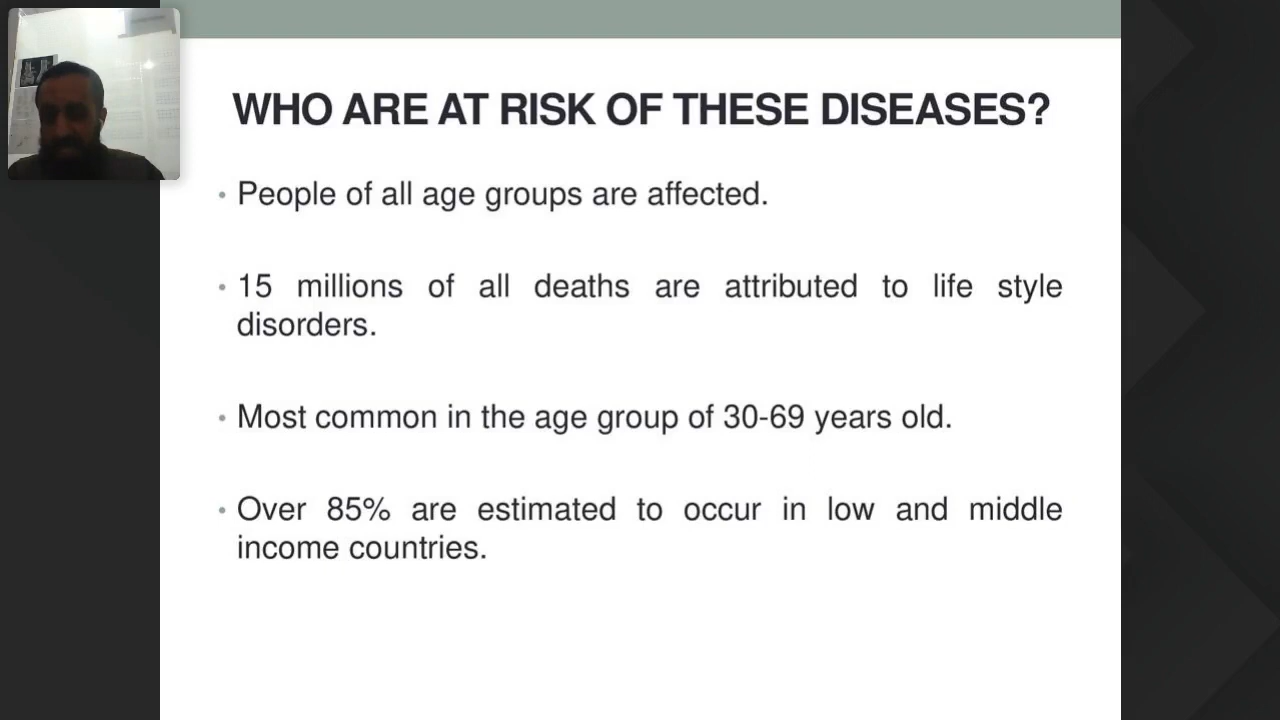 WHO ARE AT RISK OF THESE DISEASES?
• People of all age groups are affected.
• 15 millions of all deaths are attributed to life style
disorders.
• Most common in the age group of 30-69 years old.
• Over 85% are estimated to occur in low and middle
income countries.